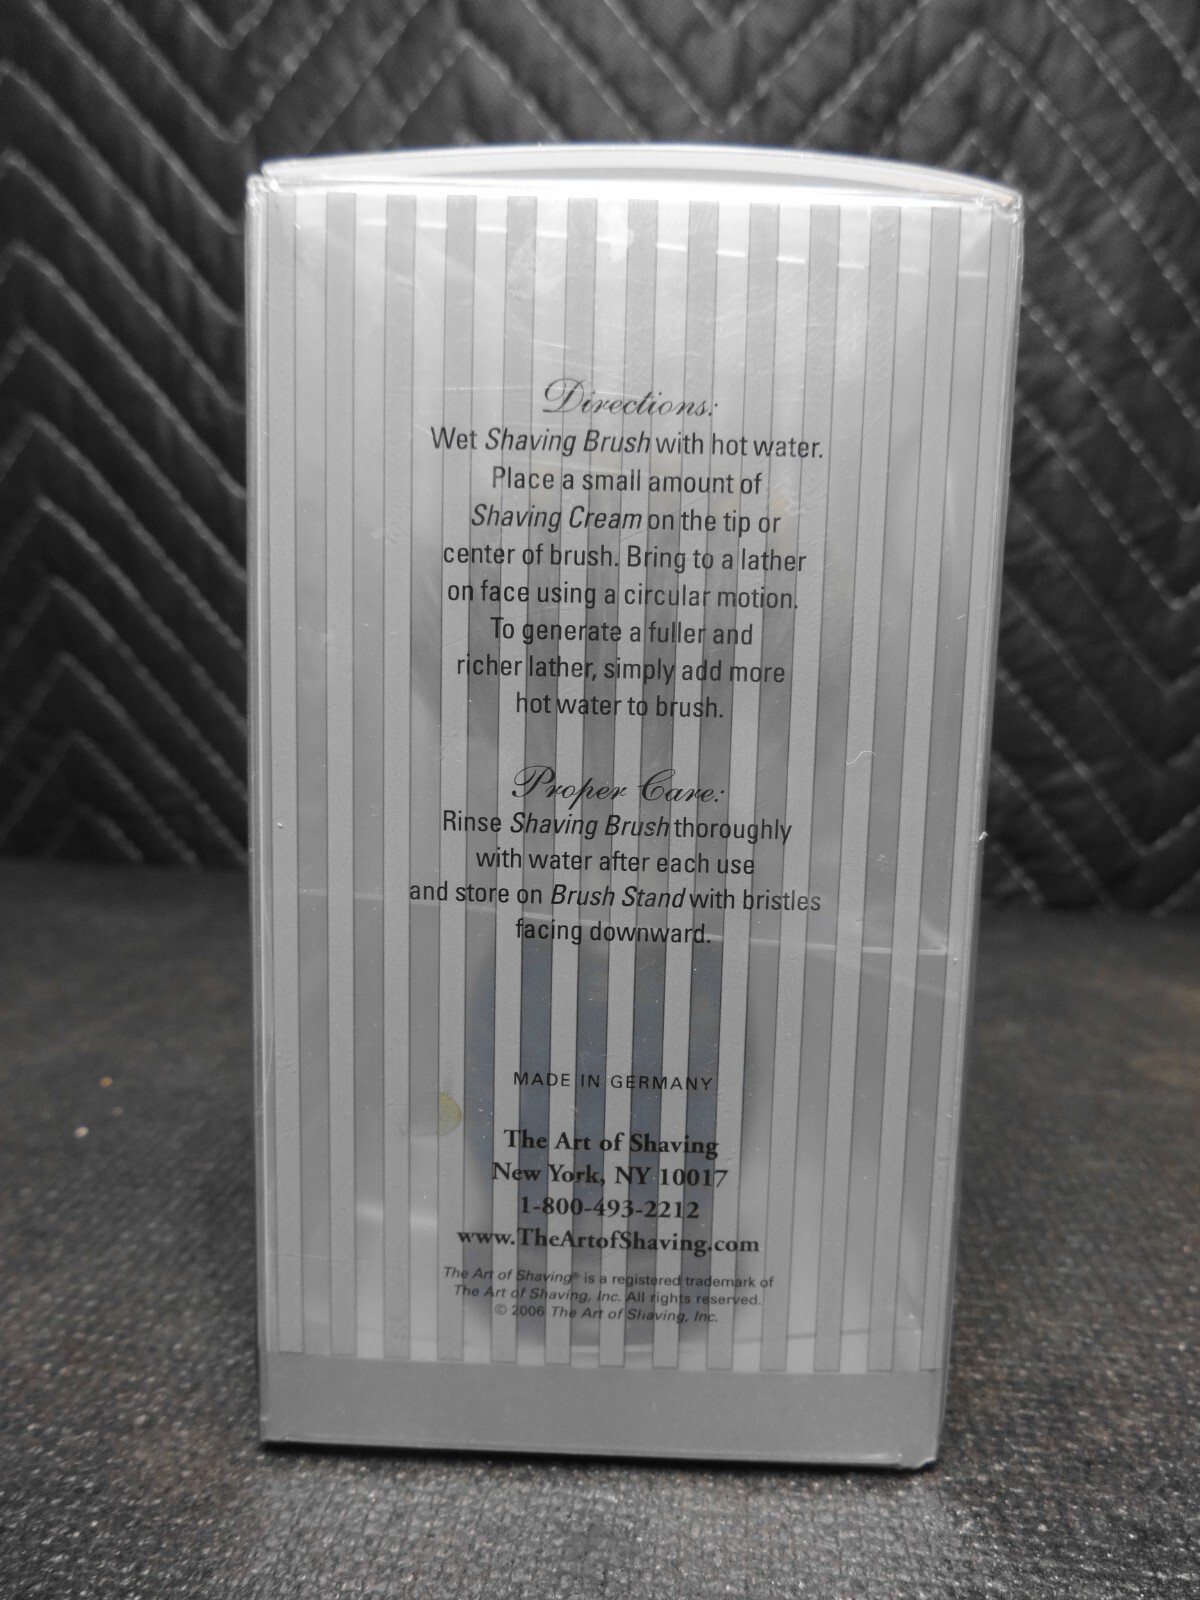 Directions:
Wet Shaving Brush with hot water.
Place a small amount of
Shaving Cream on the tip or
center of brush. Bring to a lather
on face using a circular motion.
To generate a fuller and
richer lather, simply add more
hot water to brush.
Proper Care:
Rinse Shaving Brush thoroughly
with water after each use
and store on Brush Stand with bristles
facing downward.
MADE IN GERMANY
The Art of Shaving
New York, NY 10017
1-800-493-2212
www.TheArtofShaving.com
The Art of Shaving® is a registered trademark of
The Art of Shaving, Inc. All rights reserved.
© 2006 The Art of Shaving, Inc.